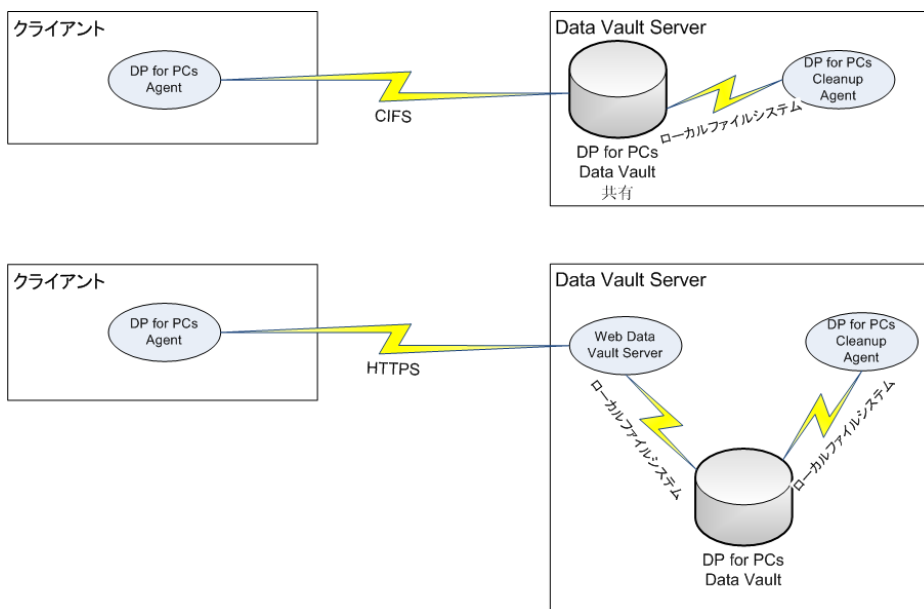 クライアント
DP for PCs
Agent
CIFS
Data Vault Server
DP for PCs
Data Vault
共有
ローカルファイルシステム
DP for PCs
Cleanup
Agent
クライアント
DP for PCs
Agent
HTTPS
Data Vault Server
Web Data
Vault Server
DP for PCs
Cleanup
Agent
ローカルファイルシステム
ローカルファイルシステム
DP for PCs
Data Vault